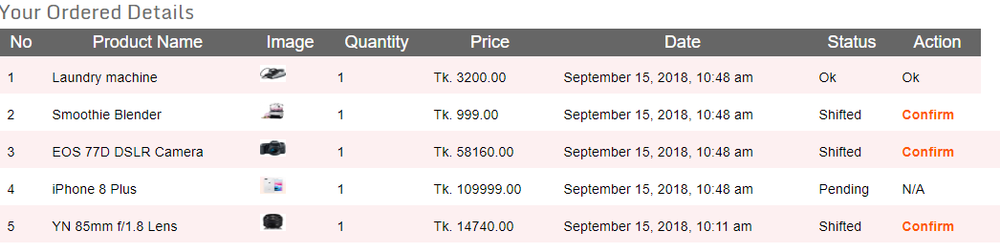 Your Ordered Details
No Product Name Image Quantity Price Date Status Action
1 Laundry machine 1 Tk. 3200.00 September 15, 2018, 10:48 am Ok Ok
2 Smoothie Blender 1 Tk. 999.00 September 15, 2018, 10:48 am Shifted Confirm
3 EOS 77D DSLR Camera 1 Tk. 58160.00 September 15, 2018, 10:48 am Shifted Confirm
4 iPhone 8 Plus 1 Tk. 109999.00 September 15, 2018, 10:48 am Pending N/A
5 YN 85mm f/1.8 Lens 1 Tk. 14740.00 September 15, 2018, 10:11 am Shifted Confirm